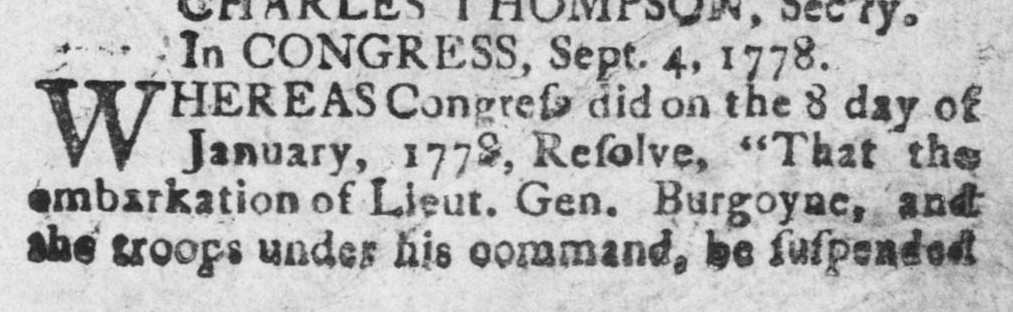 CHARLES THOMPSON, Sec'ry.
In CONGRESS, Sept. 4, 1778.
WHEREAS Congreſs did on the 8 day of
January, 1778, Reſolve, "That the
embarkation of Lieut. Gen. Burgoyne, and
the troops under his command, be ſuſpended